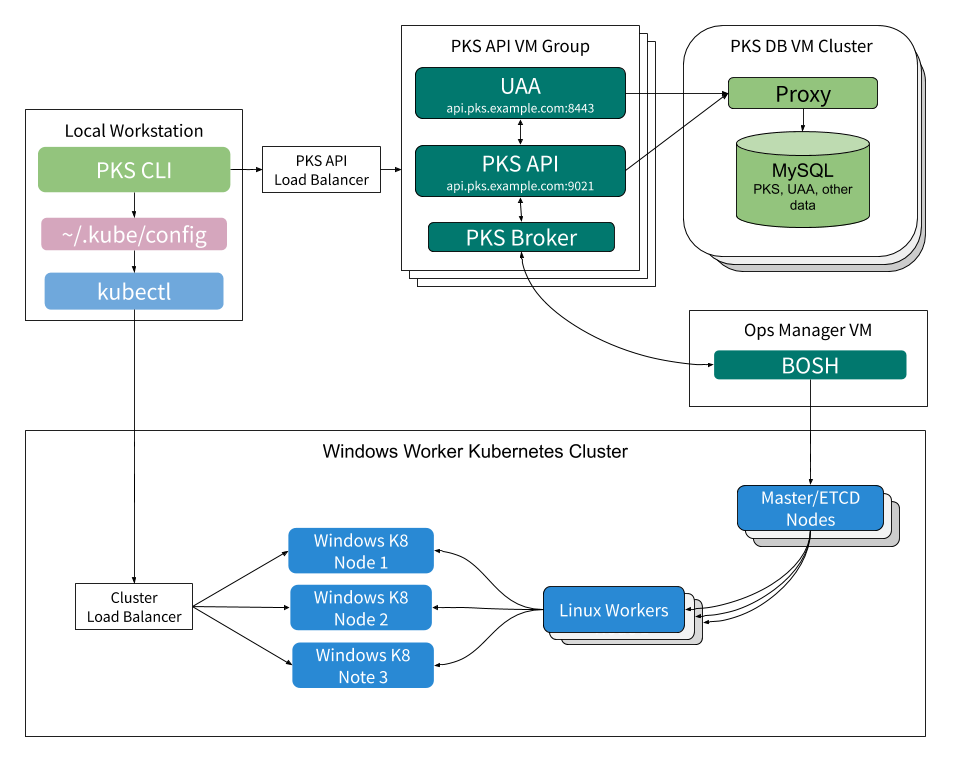 PKS API VM Group
UAA
api.pks.example.com:8443
PKS API
api.pks.example.com:9021
PKS Broker
PKS DB VM Cluster
Proxy
MySQL
PKS, UAA, other
data
Local Workstation
PKS CLI
~/.kube/config
kubectl
PKS API
Load Balancer
Ops Manager VM
BOSH
Windows Worker Kubernetes Cluster
Master/ETCD
Nodes
Windows K8
Node 1
Windows K8
Node 2
Windows K8
Note 3
Cluster
Load Balancer
Linux Workers